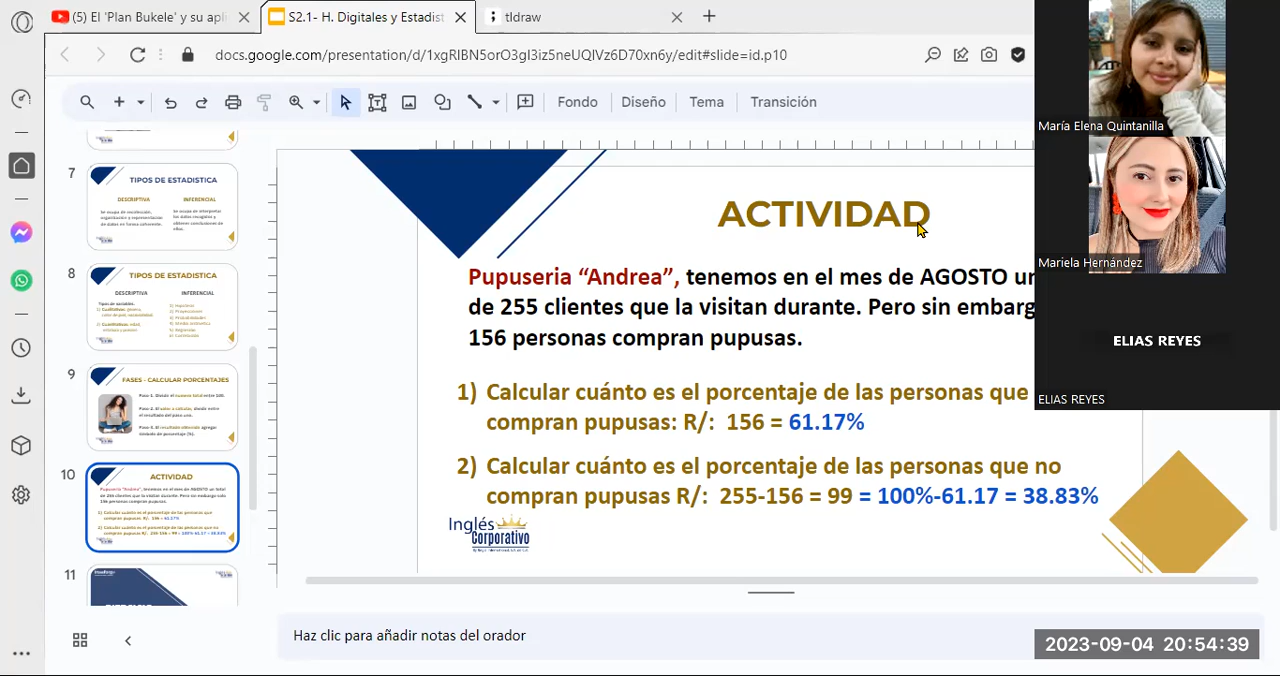 (5) El 'Plan Bukele' y su apli
S2.1- H. Digitales y Estadist
tldraw
docs.google.com/presentation/d/1xgRIBN5orO3gI3iz5neUQIVz6D70xn6y/edit#slide=id.p10
Fondo
Diseño
Tema
Transición
7
TIPOS DE ESTADISTICA
DESCRIPTIVA
INFERENCIAL
8
TIPOS DE ESTADISTICA
DESCRIPTIVA
INFERENCIAL
9
FASES - CALCULAR PORCENTAJES
10
ACTIVIDAD
11
ACTIVIDAD
Pupuseria “Andrea”, tenemos en el mes de AGOSTO un
de 255 clientes que la visitan durante. Pero sin embarg
156 personas compran pupusas.
1) Calcular cuánto es el porcentaje de las personas que
compran pupusas: R/: 156 = 61.17%
2) Calcular cuánto es el porcentaje de las personas que no
compran pupusas R/: 255-156 = 99 = 100%-61.17 = 38.83%
Inglés
Corporativo
Haz clic para añadir notas del orador
María Elena Quintanilla
Mariela Hernández
ELIAS REYES
ELIAS REYES
2023-09-04 20:54:39